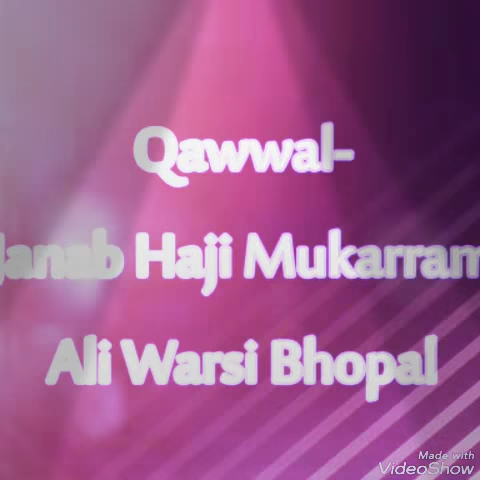 Qawwal-
Janab Haji Mukarram
Ali Warsi Bhopal
Made with
VideoShow